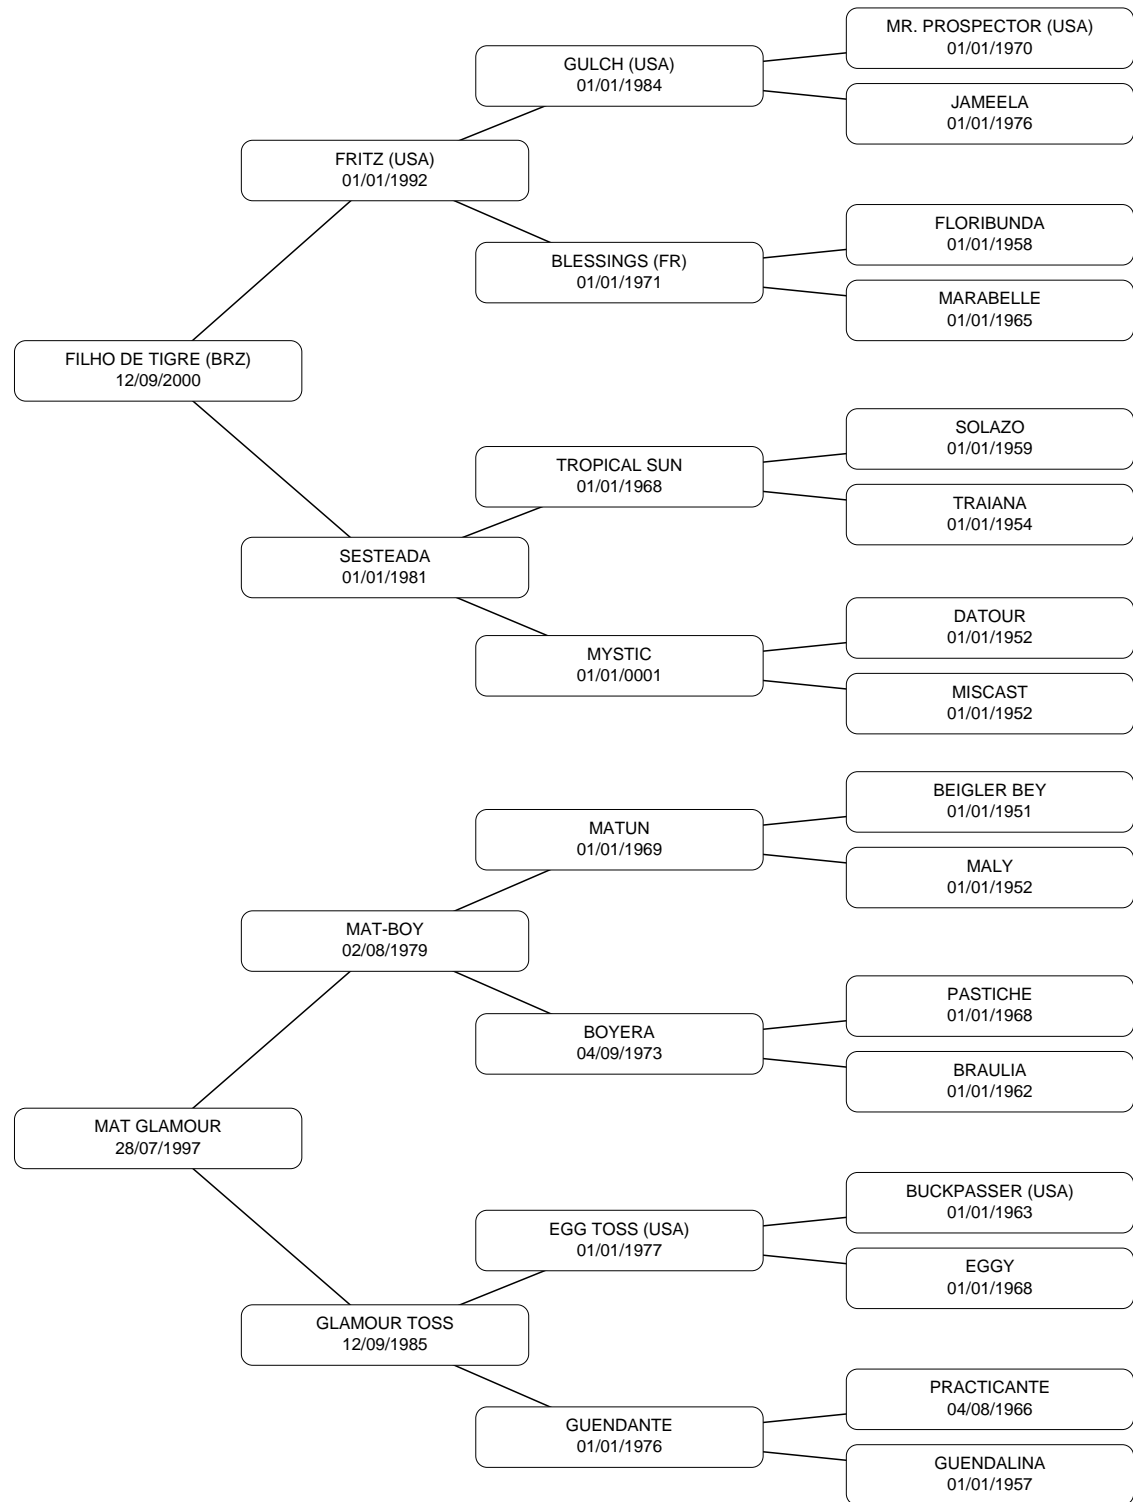 MR. PROSPECTOR (USA)
01/01/1970
GULCH (USA)
01/01/1984
JAMEELA
01/01/1976
FRITZ (USA)
01/01/1992
FLORIBUNDA
01/01/1958
BLESSINGS (FR)
01/01/1971
MARABELLE
01/01/1965
FILHO DE TIGRE (BRZ)
12/09/2000
SOLAZO
01/01/1959
TROPICAL SUN
01/01/1968
TRAIANA
01/01/1954
SESTEADA
01/01/1981
DATOUR
01/01/1952
MYSTIC
01/01/0001
MISCAST
01/01/1952
BEIGLER BEY
01/01/1951
MATUN
01/01/1969
MALY
01/01/1952
MAT-BOY
02/08/1979
PASTICHE
01/01/1968
BOYERA
04/09/1973
BRAULIA
01/01/1962
MAT GLAMOUR
28/07/1997
BUCKPASSER (USA)
01/01/1963
EGG TOSS (USA)
01/01/1977
EGGY
01/01/1968
GLAMOUR TOSS
12/09/1985
PRACTICANTE
04/08/1966
GUENDANTE
01/01/1976
GUENDALINA
01/01/1957